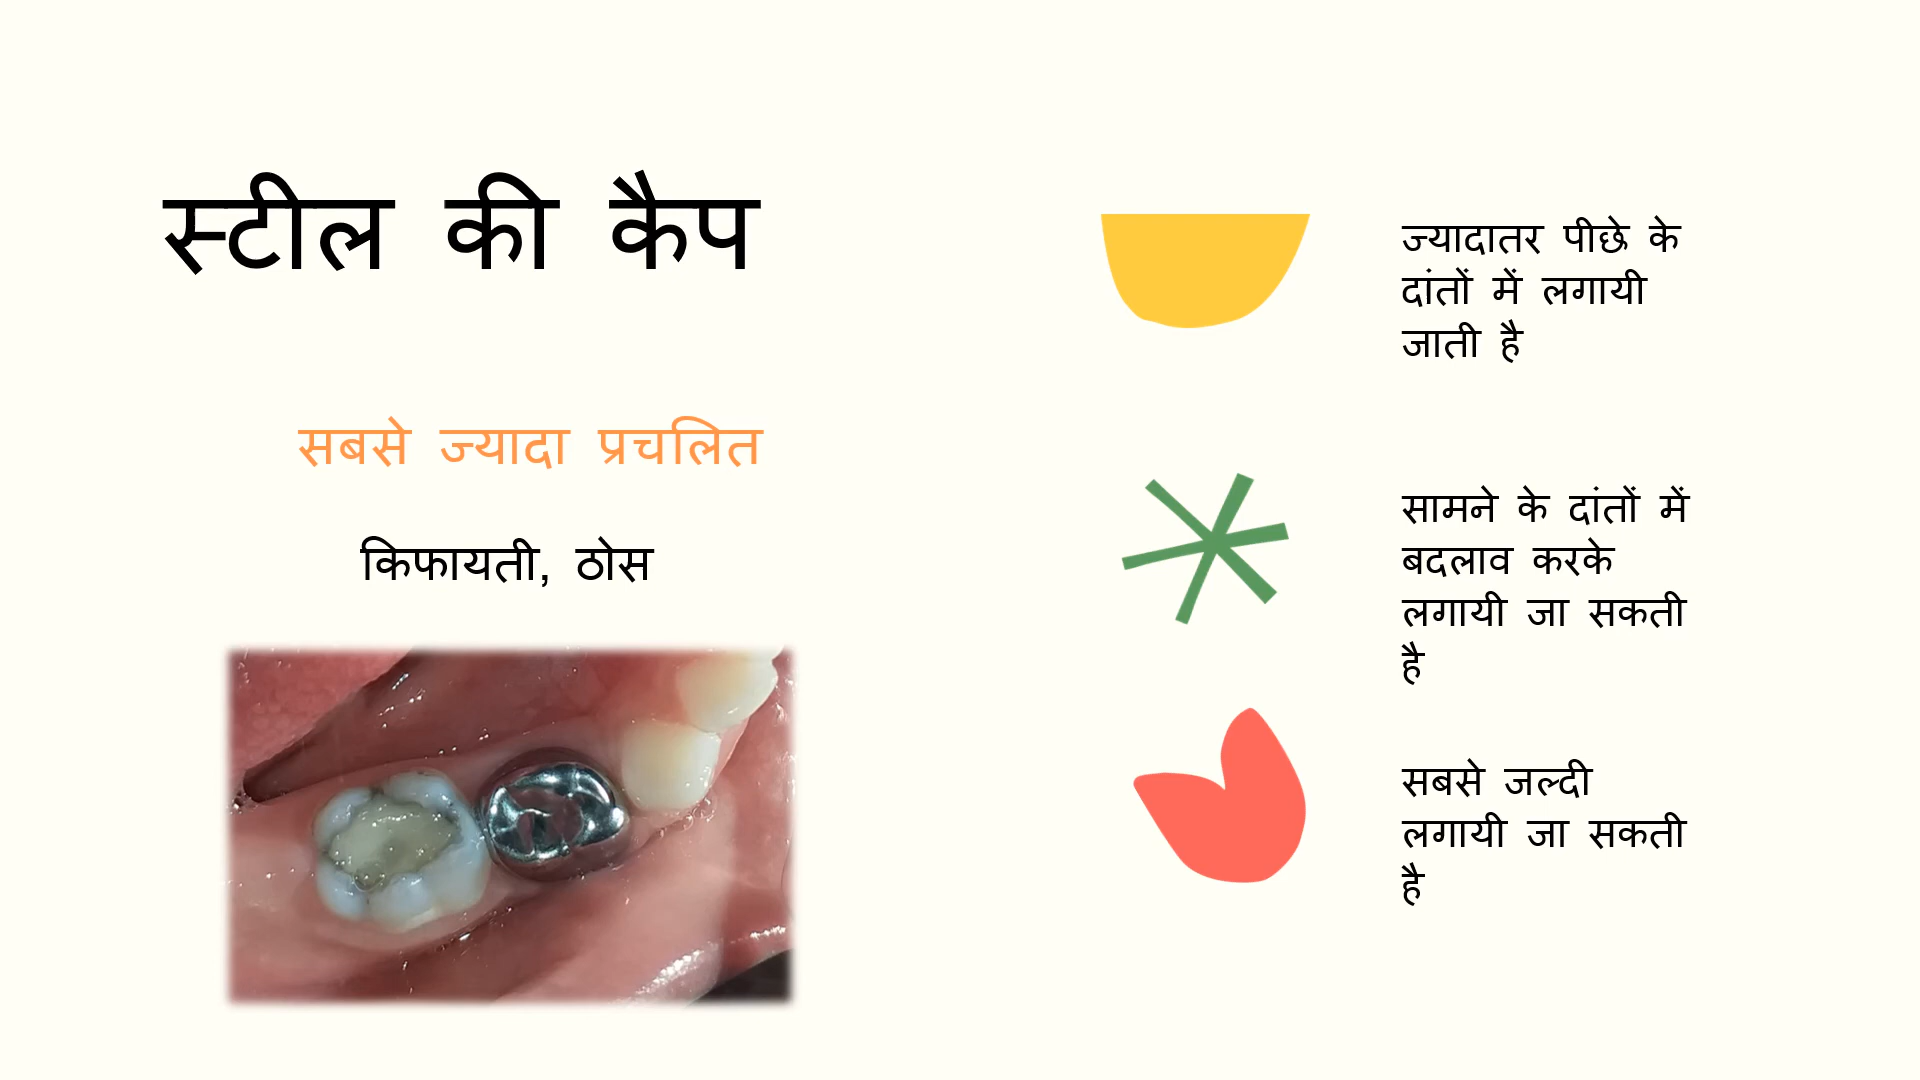 स्टील की कैप
सबसे ज्यादा प्रचलित
किफायती, ठोस
ज्यादातर पीछे के
दांतों में लगायी
जाती है
सामने के दांतों में
बदलाव करके
लगायी जा सकती
है
सबसे जल्दी
लगायी जा सकती
है